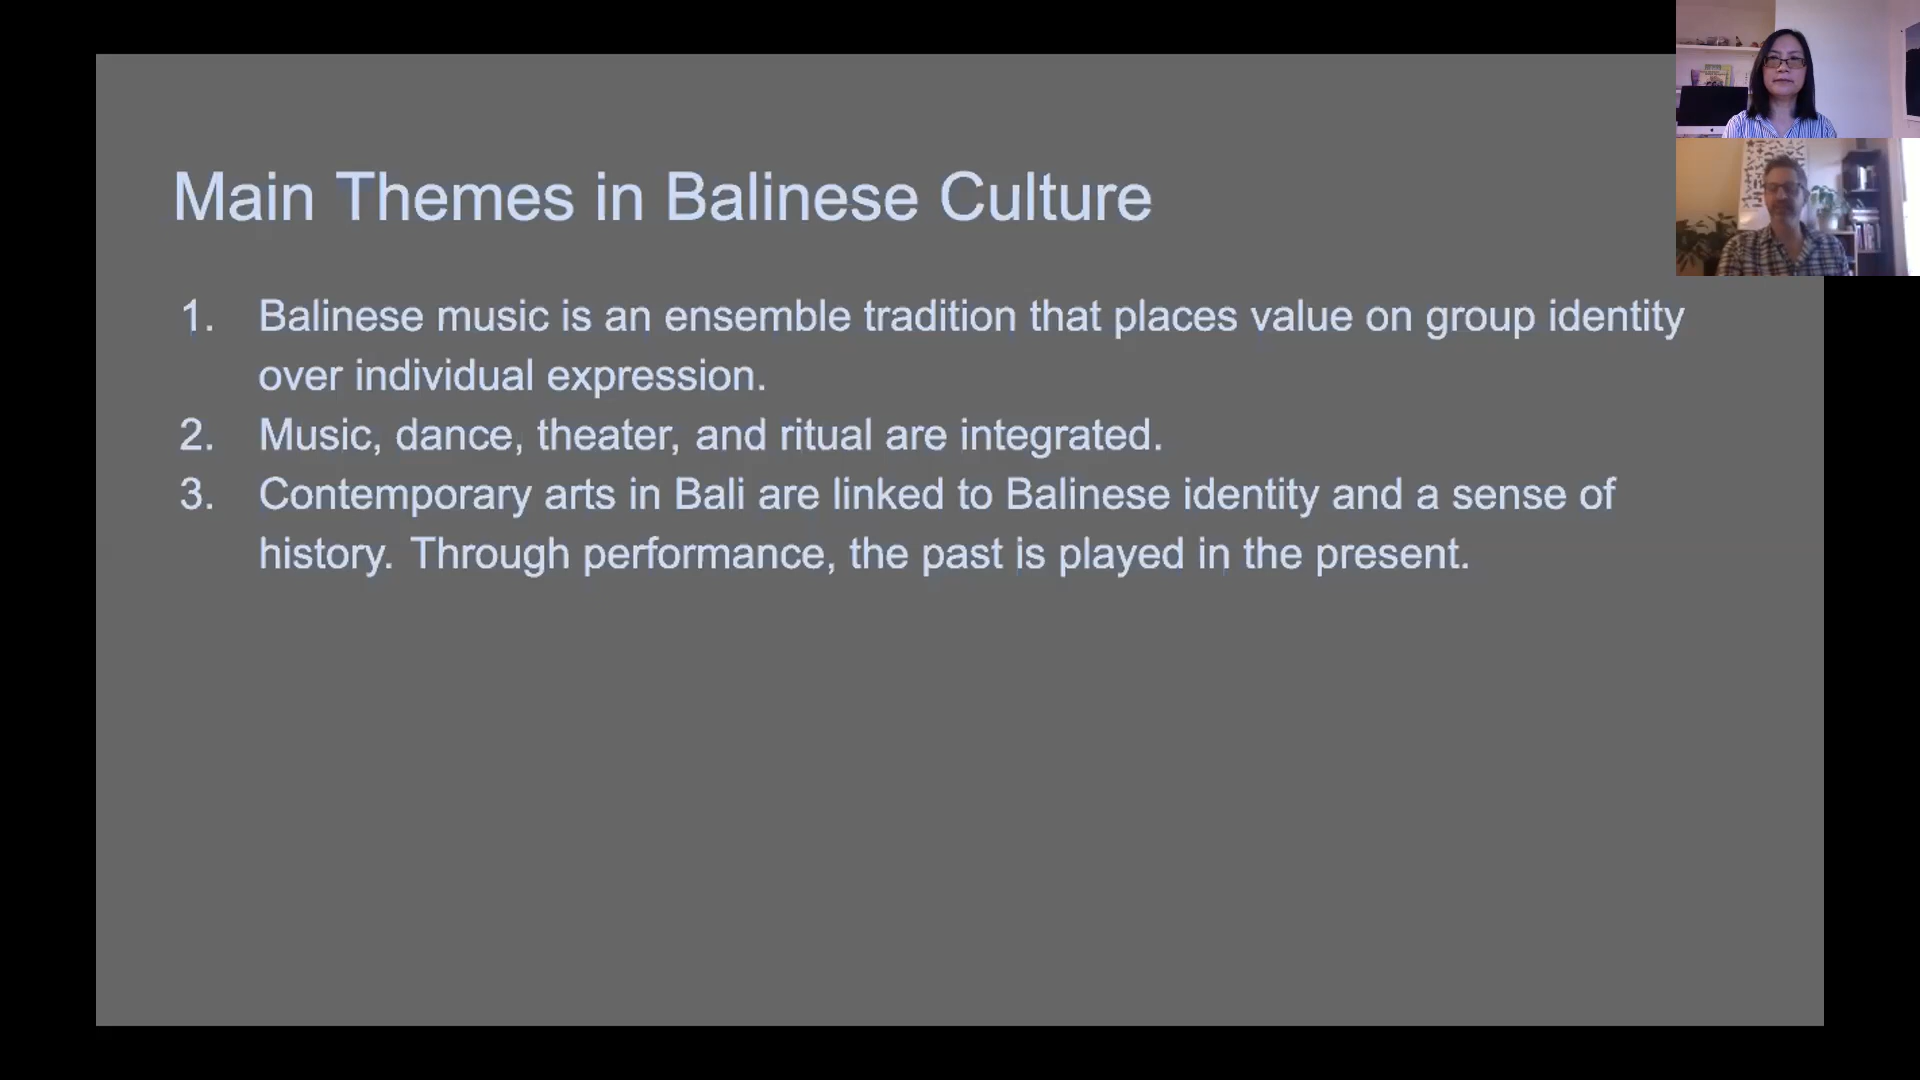 Main Themes in Balinese Culture
1. Balinese music is an ensemble tradition that places value on group identity
over individual expression.
2. Music, dance, theater, and ritual are integrated.
3. Contemporary arts in Bali are linked to Balinese identity and a sense of
history. Through performance, the past is played in the present.